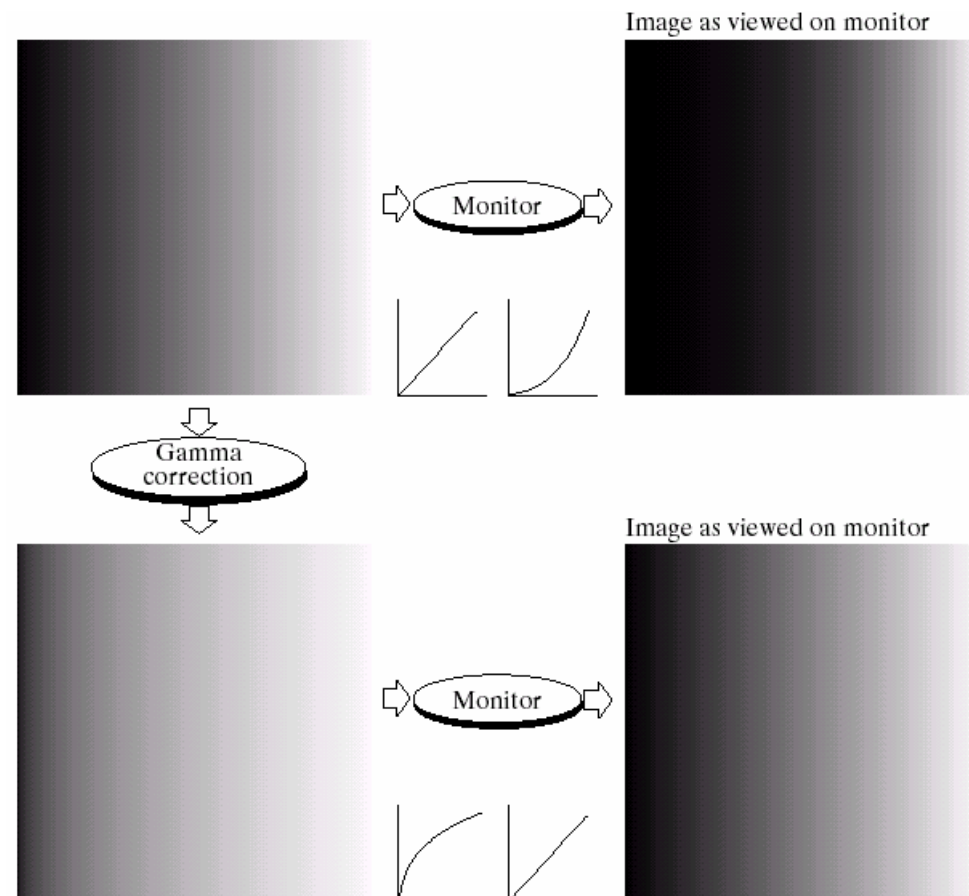 Image as viewed on monitor
Monitor
Gamma
correction
Image as viewed on monitor
Monitor